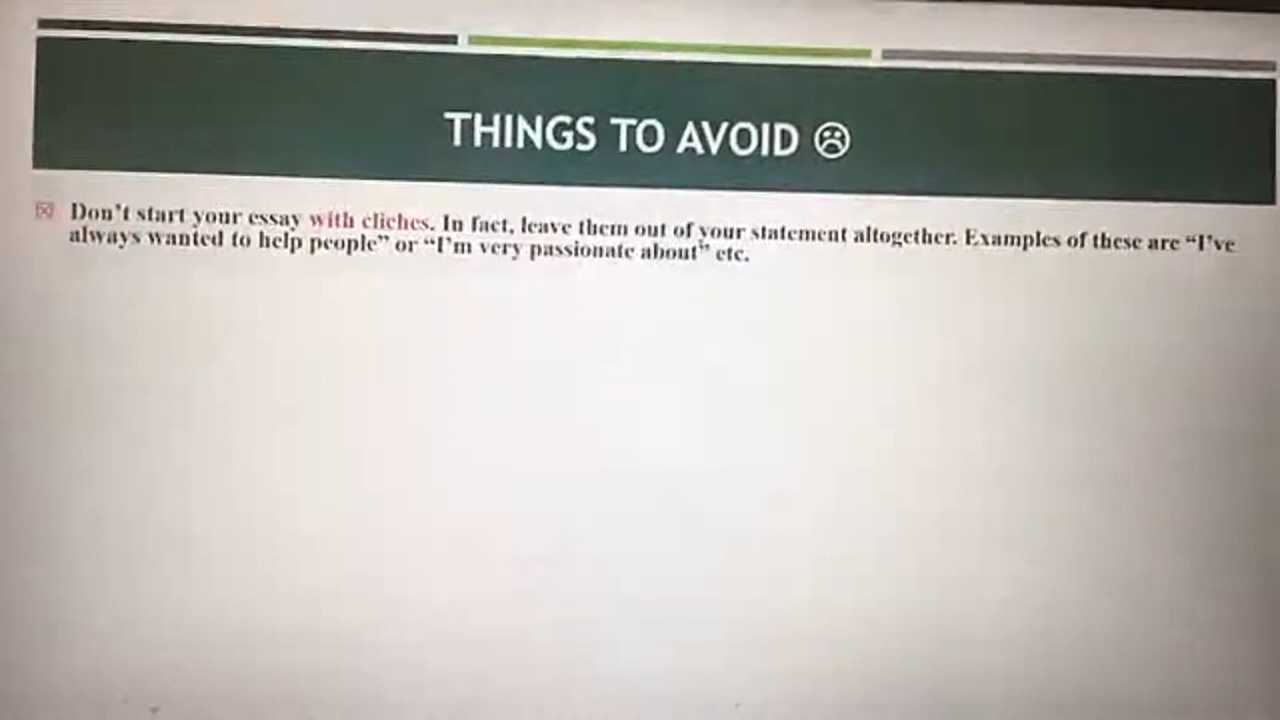 THINGS TO AVOID ☹
☒ Don't start your essay with cliches. In fact, leave them out of your statement altogether. Examples of these are “I've
always wanted to help people” or “I'm very passionate about” etc.